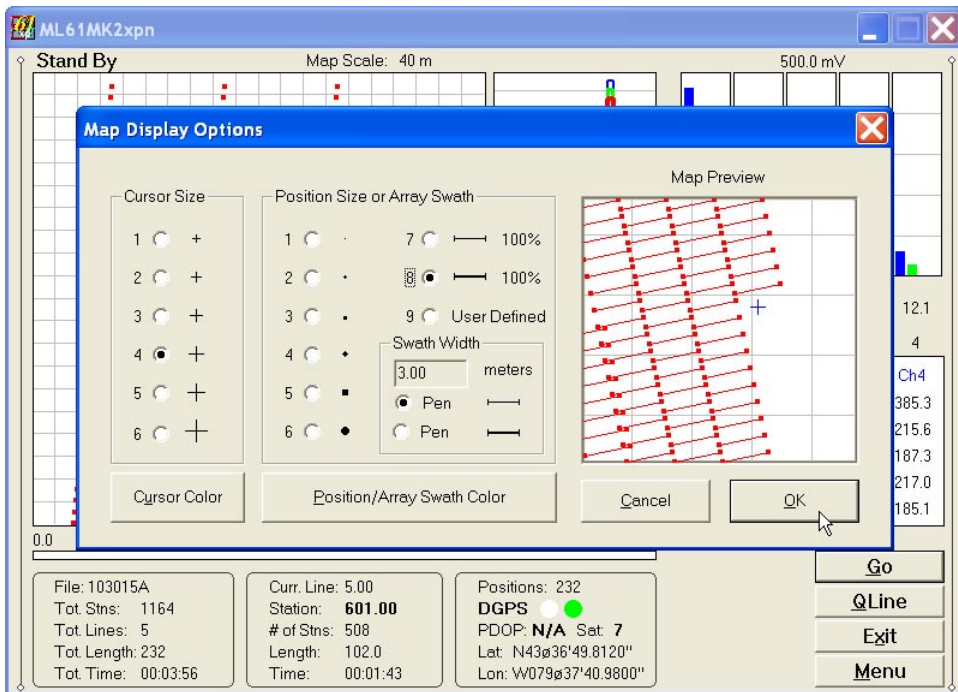 ML61MK2xpn
Stand By
Map Scale: 40 m
500.0 mV
Map Display Options
Cursor Size
1
2
3
4
5
6
Cursor Color
Position Size or Array Swath
1
2
3
4
5
6
7 100%
8 100%
9 User Defined
Swath Width
3.00 meters
Pen
Pen
Position/Array Swath Color
Map Preview
Cancel
OK
12.1
4
Ch4
385.3
215.6
187.3
217.0
185.1
0.0
File: 103015A
Tot. Stns: 1164
Tot. Lines: 5
Tot. Length: 232
Tot. Time: 00:03:56
Curr. Line: 5.00
Station: 601.00
# of Stns: 508
Length: 102.0
Time: 00:01:43
Positions: 232
DGPS
PDOP: N/A Sat: 7
Lat: N43ø36'49.8120"
Lon: W079ø37'40.9800"
Go
QLine
Exit
Menu